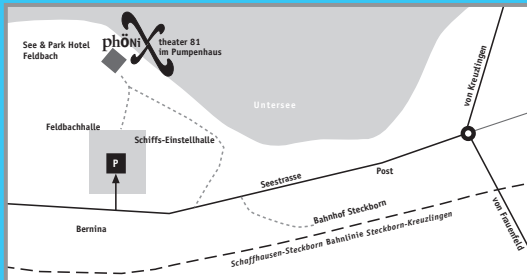 See & Park Hotel
Feldbach
phöNiX
theater 81
im Pumpenhaus
Untersee
von Kreuzlingen
Feldbachhalle
Schiffs-Einstellhalle
P
Seestrasse
Post
Bernina
Bahnhof Steckborn
Schaffhausen-Steckborn Bahnlinie Steckborn-Kreuzlingen
von Frauenfeld